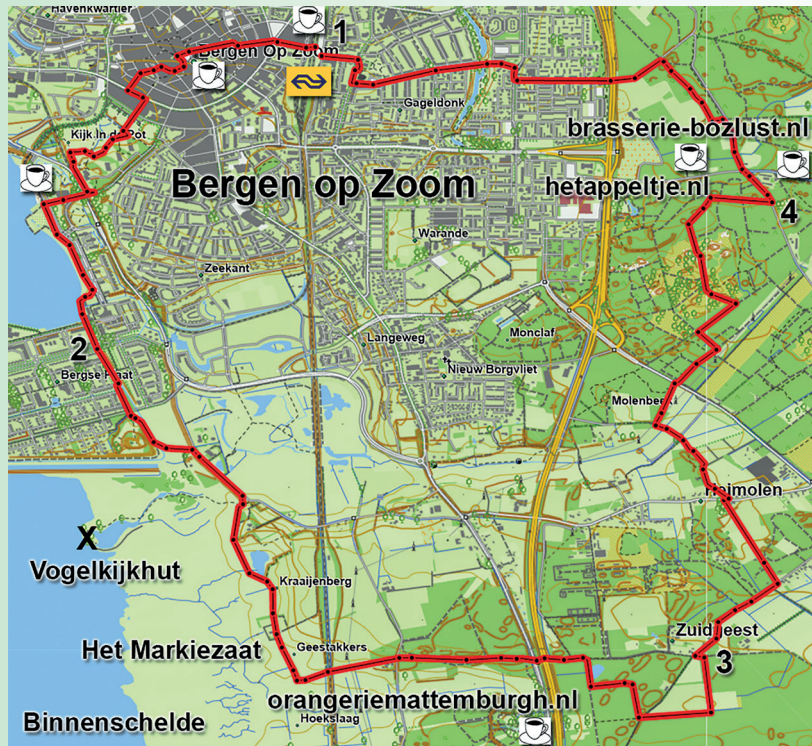 Havenkwartier
1
Bergen Op Zoom
Gageldonk
brasserie-bozlust.nl
Kijk In de Pot
hetappeltje.nl
Bergen op Zoom
4
Warande
Zeekant
2
Langeweg
Monclaf
Nieuw Borgvliet
Bergse Plaat
Molenbeek
Heimolen
X
Vogelkijkhut
Kraaijenberg
Zuidgeest
Het Markiezaat
Geestakkers
3
orangeriemattemburgh.nl
Hoekslaag
Binnenschelde